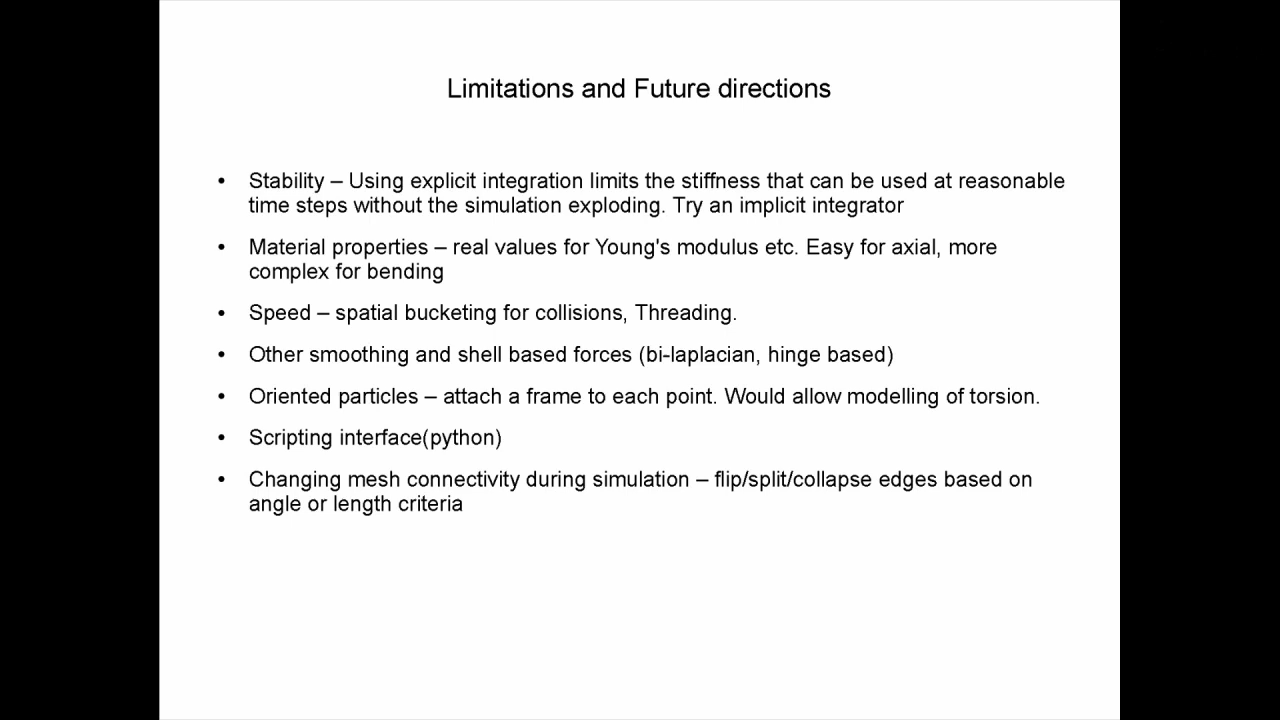 Limitations and Future directions
• Stability – Using explicit integration limits the stiffness that can be used at reasonable
time steps without the simulation exploding. Try an implicit integrator
• Material properties – real values for Young's modulus etc. Easy for axial, more
complex for bending
• Speed – spatial bucketing for collisions, Threading.
• Other smoothing and shell based forces (bi-laplacian, hinge based)
• Oriented particles – attach a frame to each point. Would allow modelling of torsion.
• Scripting interface(python)
• Changing mesh connectivity during simulation – flip/split/collapse edges based on
angle or length criteria